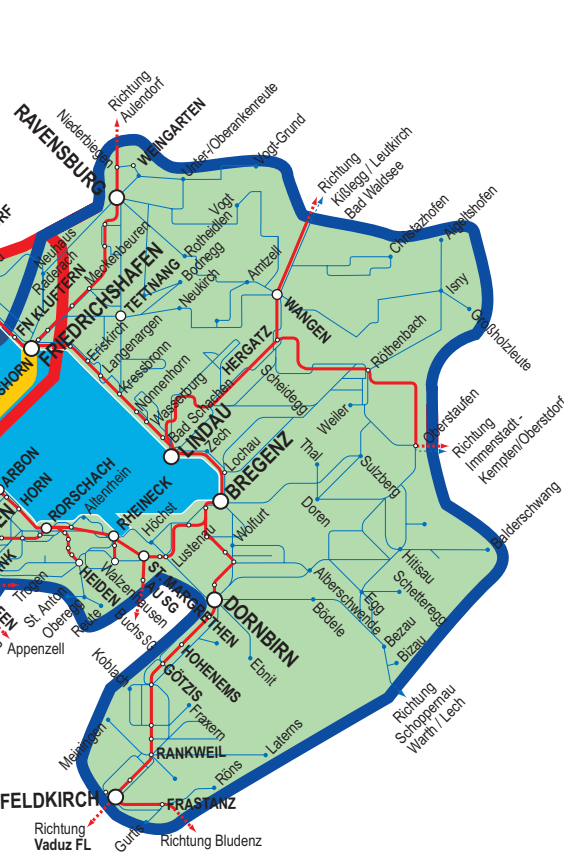 Richtung
Aulendorf
Niederbiegen
WEINGARTEN
RAVENSBURG
Unter-/Oberankenreute
Vogt-Grund
Richtung
Kißlegg / Leutkirch
Bad Waldsee
Vogt
Rotheidlen
Bodnegg
Neukirch
Amtzell
Christazhofen
Aigeltshofen
Isny
Großholzleute
Neuhaus
Raderach
FN KLUFTERN
Meckenbeuren
FRIEDRICHSHAFEN
TETTNANG
Eriskirch
Langenargen
Kressbronn
Nonnenhorn
Wasserburg
Bad Schachen
LINDAU
Zech
Lochau
HERGATZ
WANGEN
Scheidegg
Röthenbach
Weiler
Oberstaufen
Richtung
Immenstadt -
Kempten/Oberstdorf
BREGENZ
Thal
Sulzberg
Doren
Wolfurt
Balderschwang
Hittisau
Schetteregg
ARBON
HORN
RORSCHACH
Altenrhein
RHEINECK
Höchst
Lustenau
HEIDEN
Walzenhausen
ST. MARGRETHEN
AU SG
Buchs SG
Trogen
St. Anton
Oberegg
Reute
Appenzell
DORNBIRN
Alberschwende
Egg
Bödele
Bezau
Bizau
Ebnit
Richtung
Schoppernau
Warth / Lech
HOHENEMS
GÖTZIS
Koblach
Fraxern
Meiningen
RANKWEIL
Laterns
Röns
FELDKIRCH
FRASTANZ
Gurtis
Richtung
Vaduz FL
Richtung Bludenz